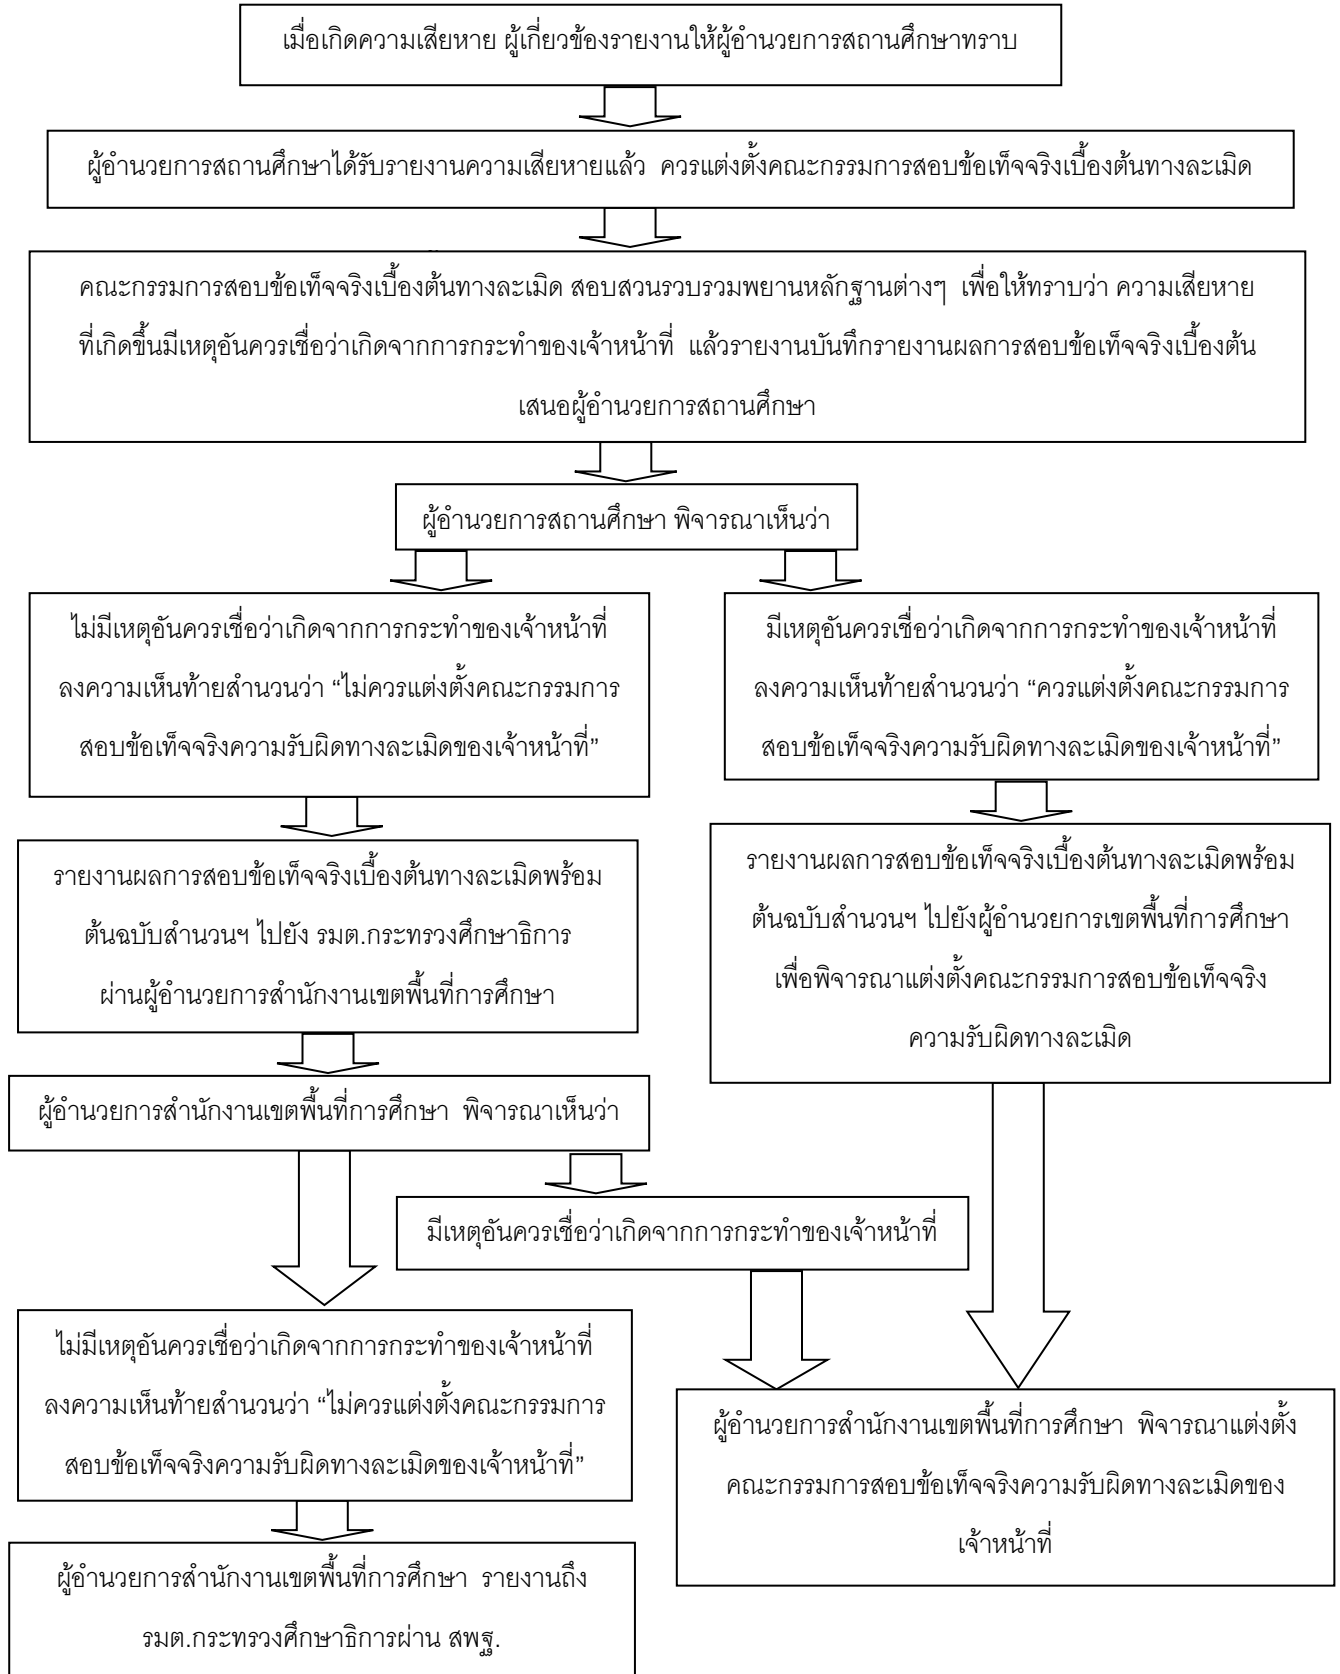 เมื่อเกิดความเสียหาย ผู้เกี่ยวข้องรายงานให้ผู้อำนวยการสถานศึกษาทราบ
ผู้อำนวยการสถานศึกษาได้รับรายงานความเสียหายแล้ว ควรแต่งตั้งคณะกรรมการสอบข้อเท็จจริงเบื้องต้นทางละเมิด
คณะกรรมการสอบข้อเท็จจริงเบื้องต้นทางละเมิด สอบสวนรวบรวมพยานหลักฐานต่างๆ เพื่อให้ทราบว่า ความเสียหาย
ที่เกิดขึ้นมีเหตุอันควรเชื่อว่าเกิดจากการกระทำของเจ้าหน้าที่ แล้วรายงานบันทึกรายงานผลการสอบข้อเท็จจริงเบื้องต้น
เสนอผู้อำนวยการสถานศึกษา
ผู้อำนวยการสถานศึกษา พิจารณาเห็นว่า
ไม่มีเหตุอันควรเชื่อว่าเกิดจากการกระทำของเจ้าหน้าที่
ลงความเห็นท้ายสำนวนว่า “ไม่ควรแต่งตั้งคณะกรรมการ
สอบข้อเท็จจริงความรับผิดทางละเมิดของเจ้าหน้าที่”
มีเหตุอันควรเชื่อว่าเกิดจากการกระทำของเจ้าหน้าที่
ลงความเห็นท้ายสำนวนว่า “ควรแต่งตั้งคณะกรรมการ
สอบข้อเท็จจริงความรับผิดทางละเมิดของเจ้าหน้าที่”
รายงานผลการสอบข้อเท็จจริงเบื้องต้นทางละเมิดพร้อม
ต้นฉบับสำนวนฯ ไปยัง รมต.กระทรวงศึกษาธิการ
ผ่านผู้อำนวยการสำนักงานเขตพื้นที่การศึกษา
รายงานผลการสอบข้อเท็จจริงเบื้องต้นทางละเมิดพร้อม
ต้นฉบับสำนวนฯ ไปยังผู้อำนวยการเขตพื้นที่การศึกษา
เพื่อพิจารณาแต่งตั้งคณะกรรมการสอบข้อเท็จจริง
ความรับผิดทางละเมิด
ผู้อำนวยการสำนักงานเขตพื้นที่การศึกษา พิจารณาเห็นว่า
มีเหตุอันควรเชื่อว่าเกิดจากการกระทำของเจ้าหน้าที่
ไม่มีเหตุอันควรเชื่อว่าเกิดจากการกระทำของเจ้าหน้าที่
ลงความเห็นท้ายสำนวนว่า “ไม่ควรแต่งตั้งคณะกรรมการ
สอบข้อเท็จจริงความรับผิดทางละเมิดของเจ้าหน้าที่”
ผู้อำนวยการสำนักงานเขตพื้นที่การศึกษา พิจารณาแต่งตั้ง
คณะกรรมการสอบข้อเท็จจริงความรับผิดทางละเมิดของ
เจ้าหน้าที่
ผู้อำนวยการสำนักงานเขตพื้นที่การศึกษา รายงานถึง
รมต.กระทรวงศึกษาธิการผ่าน สพฐ.